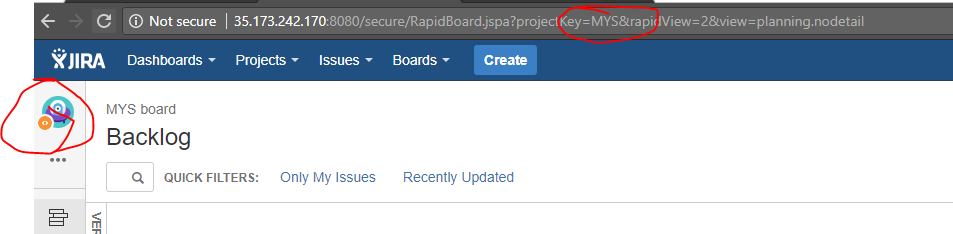 Not secure | 35.173.242.170:8080/secure/RapidBoard.jspa?projectKey=MYS&rapidView=2&view=planning.nodetail
JIRA Dashboards Projects Issues Boards Create
MYS board
Backlog
QUICK FILTERS: Only My Issues Recently Updated
VER